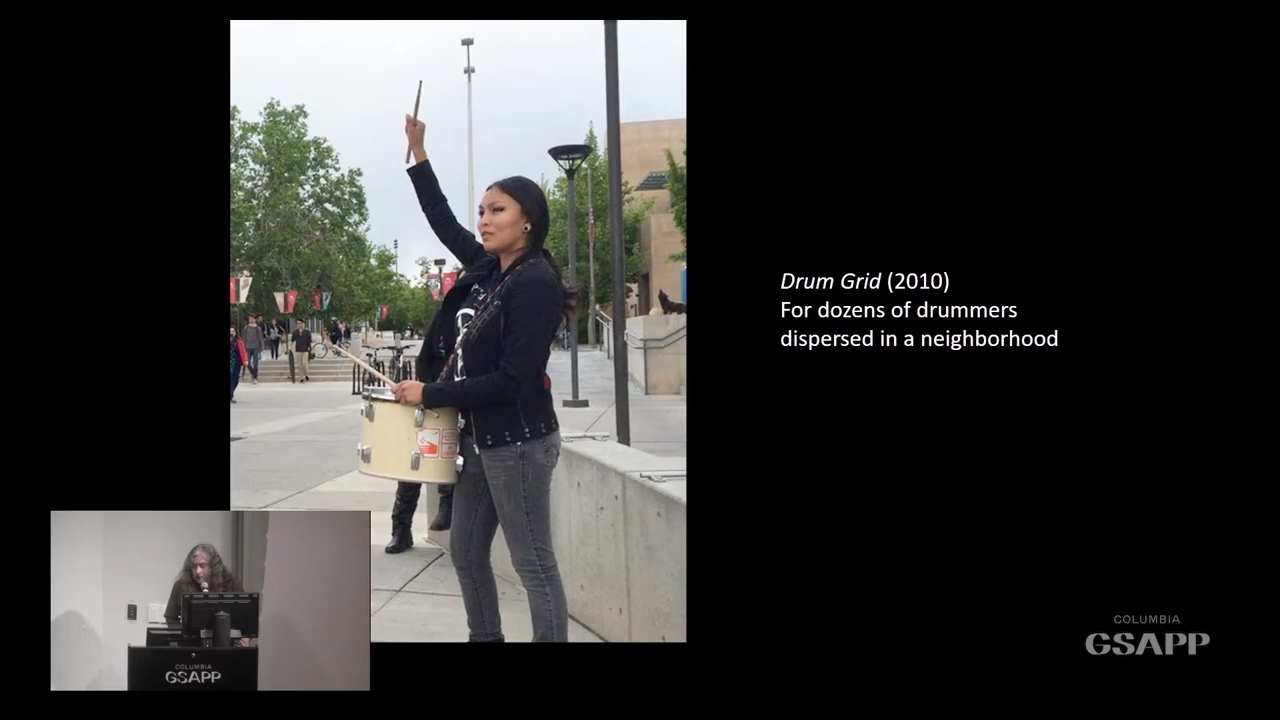 Drum Grid (2010)
For dozens of drummers
dispersed in a neighborhood
COLUMBIA
GSAPP
COLUMBIA
GSAPP